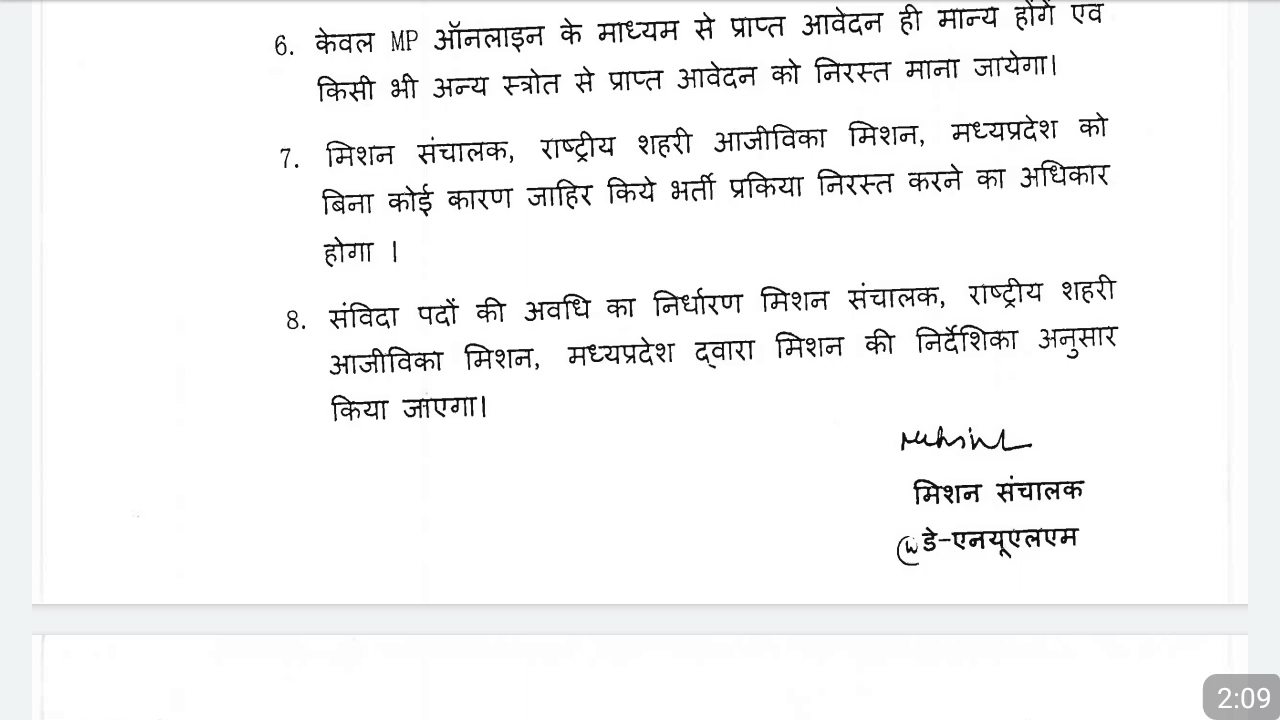 6. केवल MP ऑनलाइन के माध्यम से प्राप्त आवेदन ही मान्य होंगे एवं
किसी भी अन्य स्त्रोत से प्राप्त आवेदन को निरस्त माना जायेगा।
7. मिशन संचालक, राष्ट्रीय शहरी आजीविका मिशन, मध्यप्रदेश को
बिना कोई कारण जाहिर किये भर्ती प्रकिया निरस्त करने का अधिकार
होगा ।
8. संविदा पदों की अवधि का निर्धारण मिशन संचालक, राष्ट्रीय शहरी
आजीविका मिशन, मध्यप्रदेश द्वारा मिशन की निर्देशिका अनुसार
किया जाएगा।
मिशन संचालक
डे-एनयूएलएम
2:09